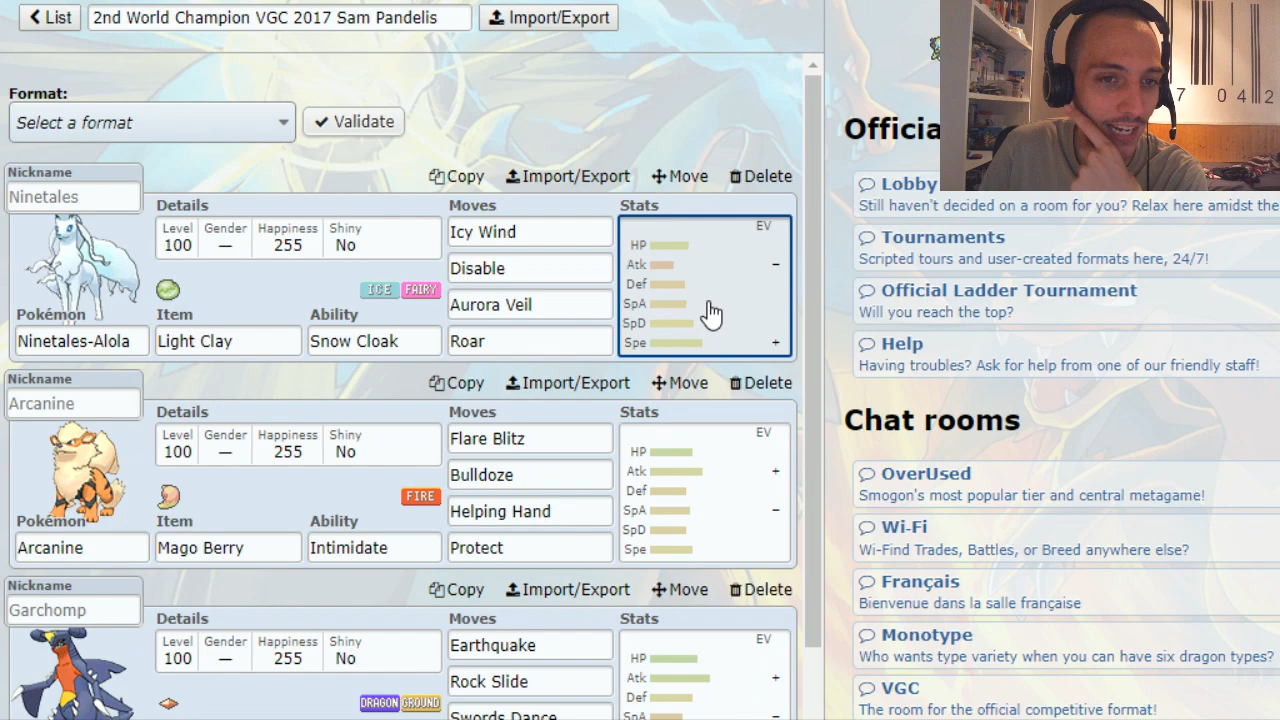 List
2nd World Champion VGC 2017 Sam Pandelis
Import/Export
Format:
Select a format
Validate
Nickname
Ninetales
Copy Import/Export Move Delete
Details
Moves
Stats
Level Gender Happiness Shiny
100 — 255 No
Icy Wind
Disable
Aurora Veil
Roar
EV
HP
Atk −
Def
SpA
SpD
Spe +
ICE FAIRY
Pokémon
Item
Ability
Ninetales-Alola
Light Clay
Snow Cloak
Nickname
Arcanine
Copy Import/Export Move Delete
Details
Moves
Stats
Level Gender Happiness Shiny
100 — 255 No
Flare Blitz
Bulldoze
Helping Hand
Protect
EV
HP
Atk +
Def
SpA −
SpD
Spe
FIRE
Pokémon
Item
Ability
Arcanine
Mago Berry
Intimidate
Nickname
Garchomp
Copy Import/Export Move Delete
Details
Moves
Stats
Level Gender Happiness Shiny
100 — 255 No
Earthquake
Rock Slide
Swords Dance
EV
HP
Atk +
Def
SpA −
DRAGON GROUND
7 042
Officia
Lobby
Still haven't decided on a room for you? Relax here amidst the
Tournaments
Scripted tours and user-created formats here, 24/7!
Official Ladder Tournament
Will you reach the top?
Help
Having troubles? Ask for help from one of our friendly staff!
Chat rooms
OverUsed
Smogon's most popular tier and central metagame!
Wi-Fi
Wi-Find Trades, Battles, or Breed anywhere else?
Français
Bienvenue dans la salle française
Monotype
Who wants type variety when you can have six dragon types?
VGC
The room for the official competitive format!